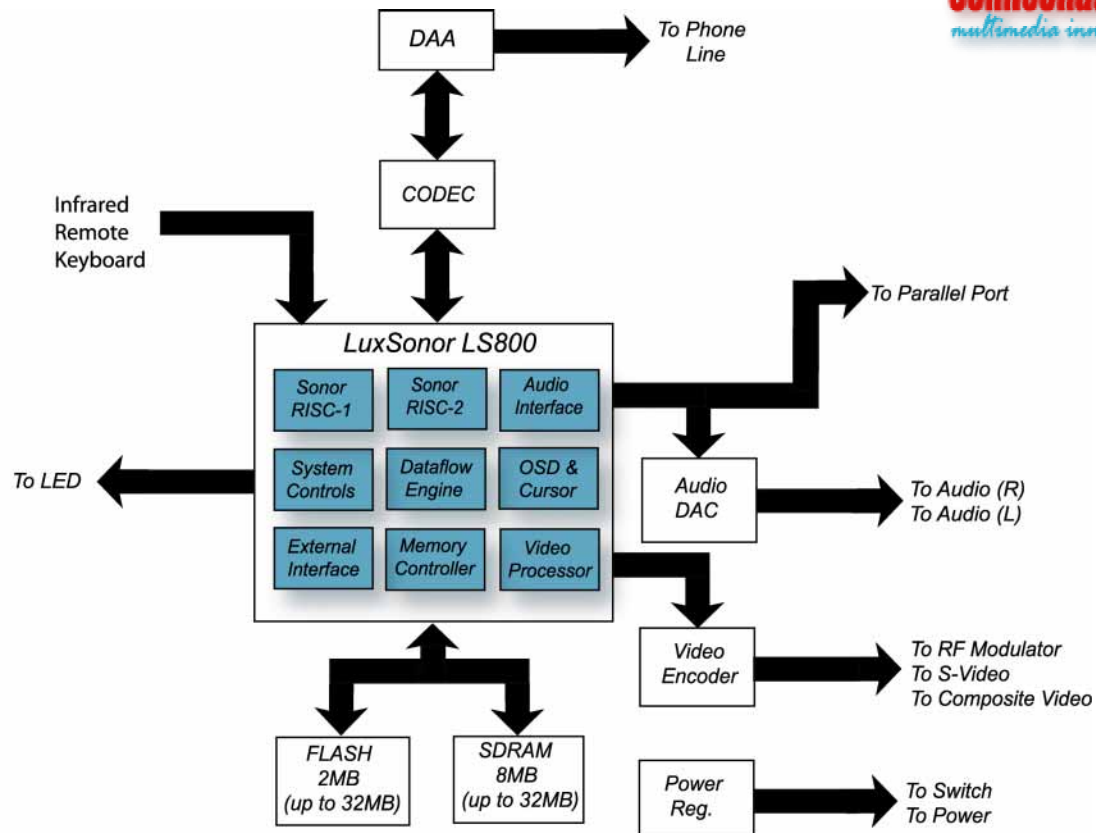 multimedia
DAA
To Phone
Line
CODEC
Infrared
Remote
Keyboard
To Parallel Port
LuxSonor LS800
Sonor
RISC-1
Sonor
RISC-2
Audio
Interface
System
Controls
Dataflow
Engine
OSD &
Cursor
External
Interface
Memory
Controller
Video
Processor
To LED
Audio
DAC
To Audio (R)
To Audio (L)
Video
Encoder
To RF Modulator
To S-Video
To Composite Video
FLASH
2MB
(up to 32MB)
SDRAM
8MB
(up to 32MB)
Power
Reg.
To Switch
To Power